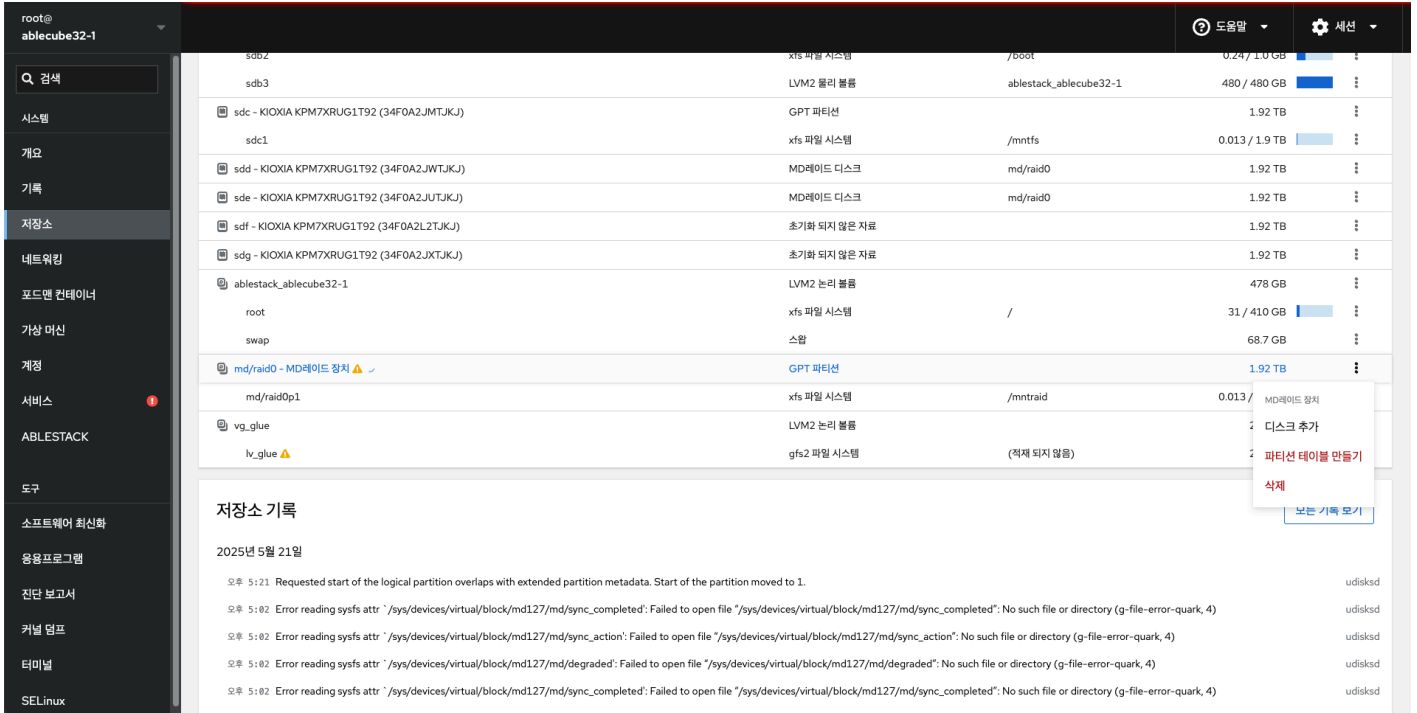 root@
ablecube32-1
도움말
세션
검색
시스템
개요
기록
저장소
네트워킹
포드맨 컨테이너
가상 머신
계정
서비스
ABLESTACK
도구
소프트웨어 최신화
응용프로그램
진단 보고서
커널 덤프
터미널
SELinux
sdb2 xfs 파일 시스템 /boot 0.24 / 1.0 GB
sdb3 LVM2 물리 볼륨 ablestack_ablecube32-1 480 / 480 GB
sdc - KIOXIA KPM7XRUG1T92 (34F0A2JMTJKJ) GPT 파티션 1.92 TB
sdc1 xfs 파일 시스템 /mntfs 0.013 / 1.9 TB
sdd - KIOXIA KPM7XRUG1T92 (34F0A2JWTJKJ) MD레이드 디스크 md/raid0 1.92 TB
sde - KIOXIA KPM7XRUG1T92 (34F0A2JUTJKJ) MD레이드 디스크 md/raid0 1.92 TB
sdf - KIOXIA KPM7XRUG1T92 (34F0A2L2TJKJ) 초기화 되지 않은 자료 1.92 TB
sdg - KIOXIA KPM7XRUG1T92 (34F0A2JXTJKJ) 초기화 되지 않은 자료 1.92 TB
ablestack_ablecube32-1 LVM2 논리 볼륨 478 GB
root xfs 파일 시스템 / 31 / 410 GB
swap 스왑 68.7 GB
md/raid0 - MD레이드 장치 GPT 파티션 1.92 TB
md/raid0p1 xfs 파일 시스템 /mntraid 0.013 /
vg_glue LVM2 논리 볼륨 2
lv_glue gfs2 파일 시스템 (적재 되지 않음) 2
MD레이드 장치
디스크 추가
파티션 테이블 만들기
삭제
저장소 기록
모든 기록 보기
2025년 5월 21일
오후 5:21 Requested start of the logical partition overlaps with extended partition metadata. Start of the partition moved to 1. udisksd
오후 5:02 Error reading sysfs attr `/sys/devices/virtual/block/md127/md/sync_completed': Failed to open file "/sys/devices/virtual/block/md127/md/sync_completed": No such file or directory (g-file-error-quark, 4) udisksd
오후 5:02 Error reading sysfs attr `/sys/devices/virtual/block/md127/md/sync_action': Failed to open file "/sys/devices/virtual/block/md127/md/sync_action": No such file or directory (g-file-error-quark, 4) udisksd
오후 5:02 Error reading sysfs attr `/sys/devices/virtual/block/md127/md/degraded': Failed to open file "/sys/devices/virtual/block/md127/md/degraded": No such file or directory (g-file-error-quark, 4) udisksd
오후 5:02 Error reading sysfs attr `/sys/devices/virtual/block/md127/md/sync_completed': Failed to open file "/sys/devices/virtual/block/md127/md/sync_completed": No such file or directory (g-file-error-quark, 4) udisksd